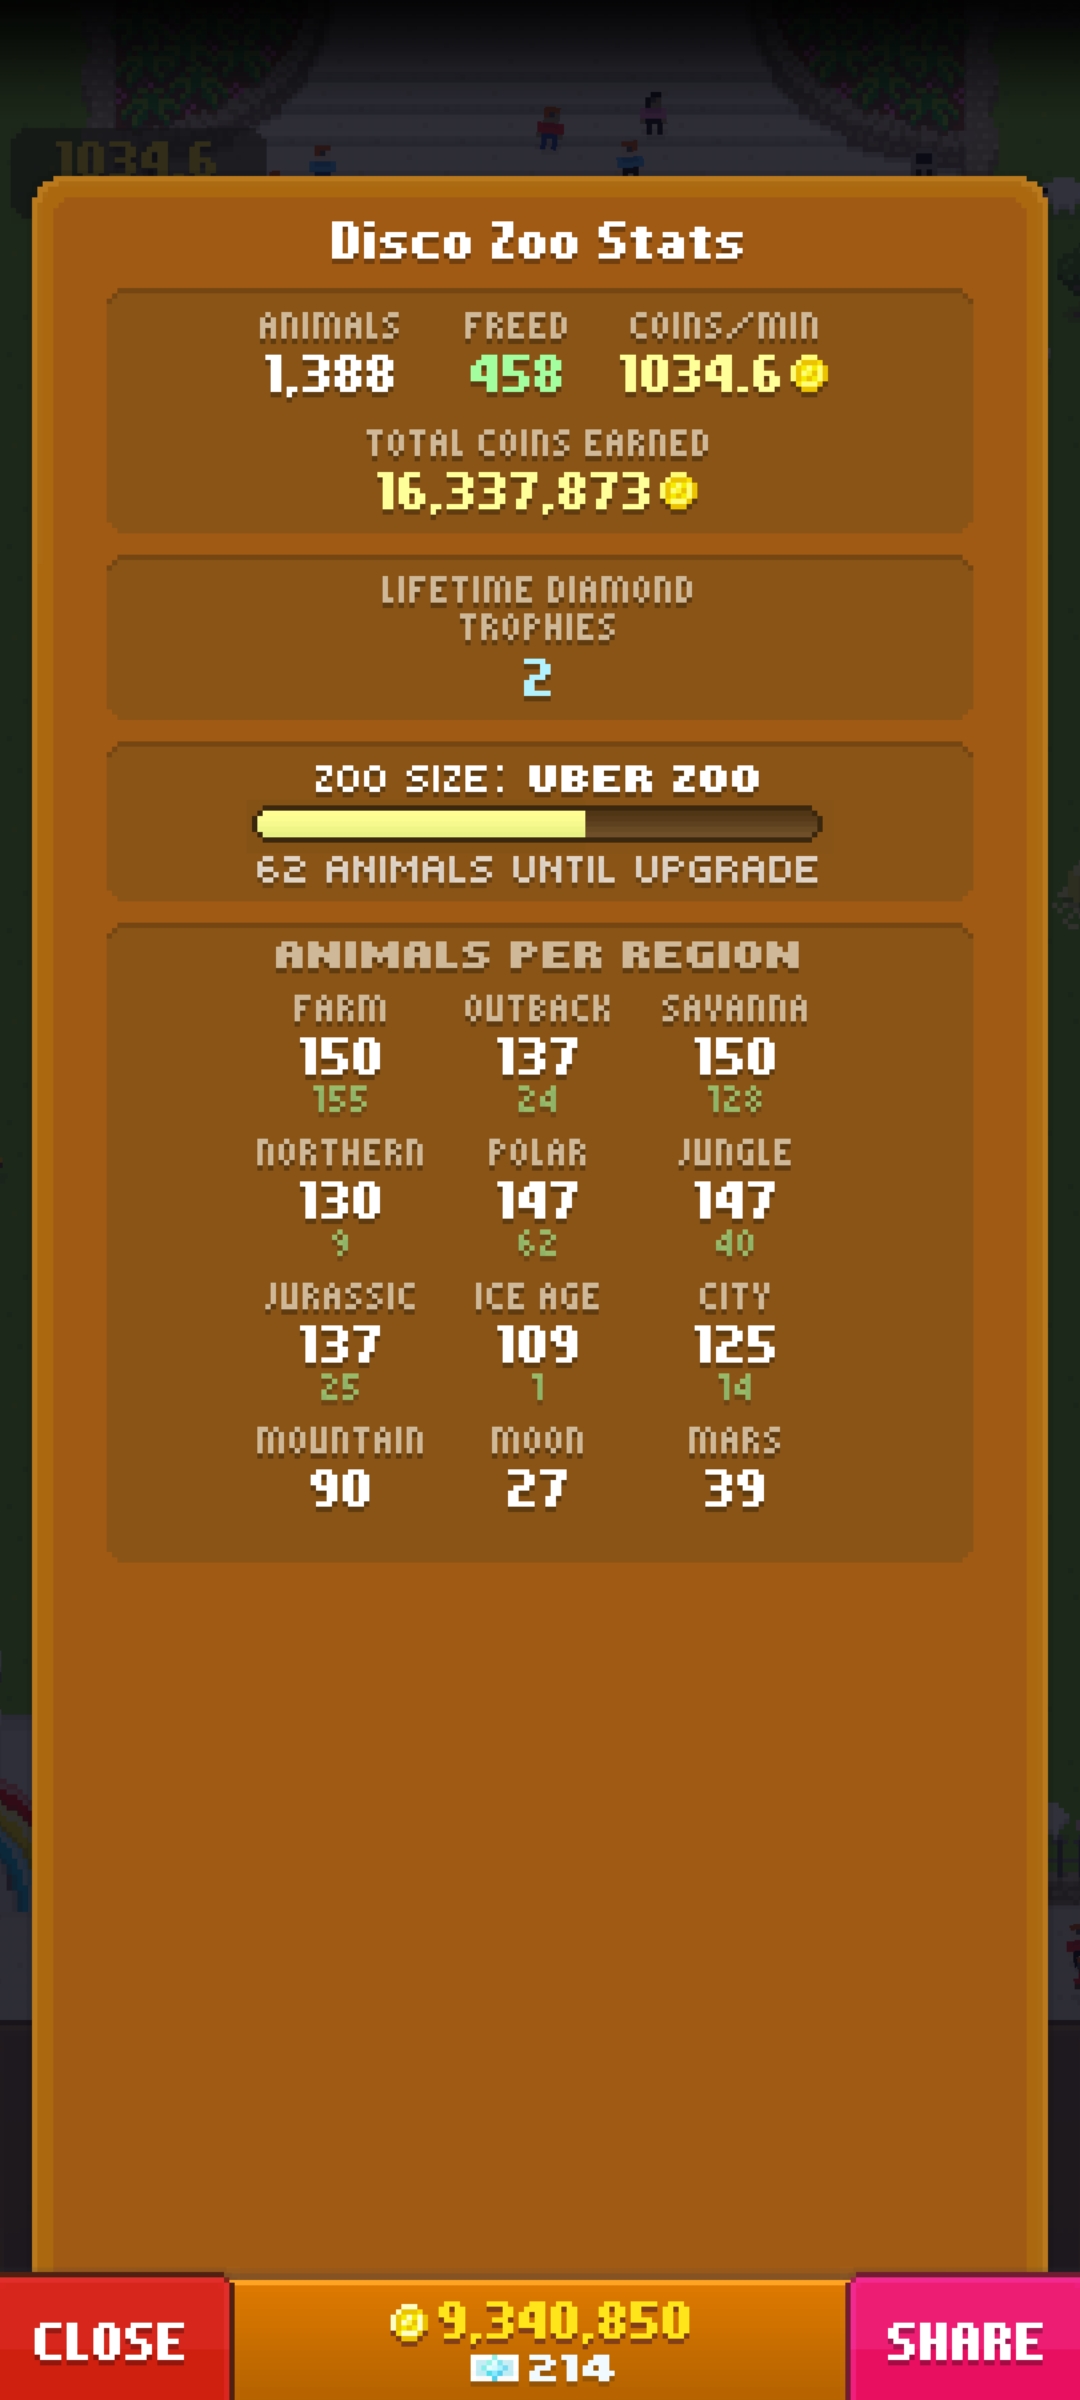 1034.6
Disco Zoo Stats
ANIMALS FREED COINS/MIN
1,388 458 1034.6
TOTAL COINS EARNED
16,337,873
LIFETIME DIAMOND
TROPHIES
2
ZOO SIZE: UBER ZOO
62 ANIMALS UNTIL UPGRADE
ANIMALS PER REGION
FARM OUTBACK SAVANNA
150 137 150
155 24 128
NORTHERN POLAR JUNGLE
130 147 147
9 62 40
JURASSIC ICE AGE CITY
137 109 125
25 1 14
MOUNTAIN MOON MARS
90 27 39
CLOSE 9,340,850 SHARE
214